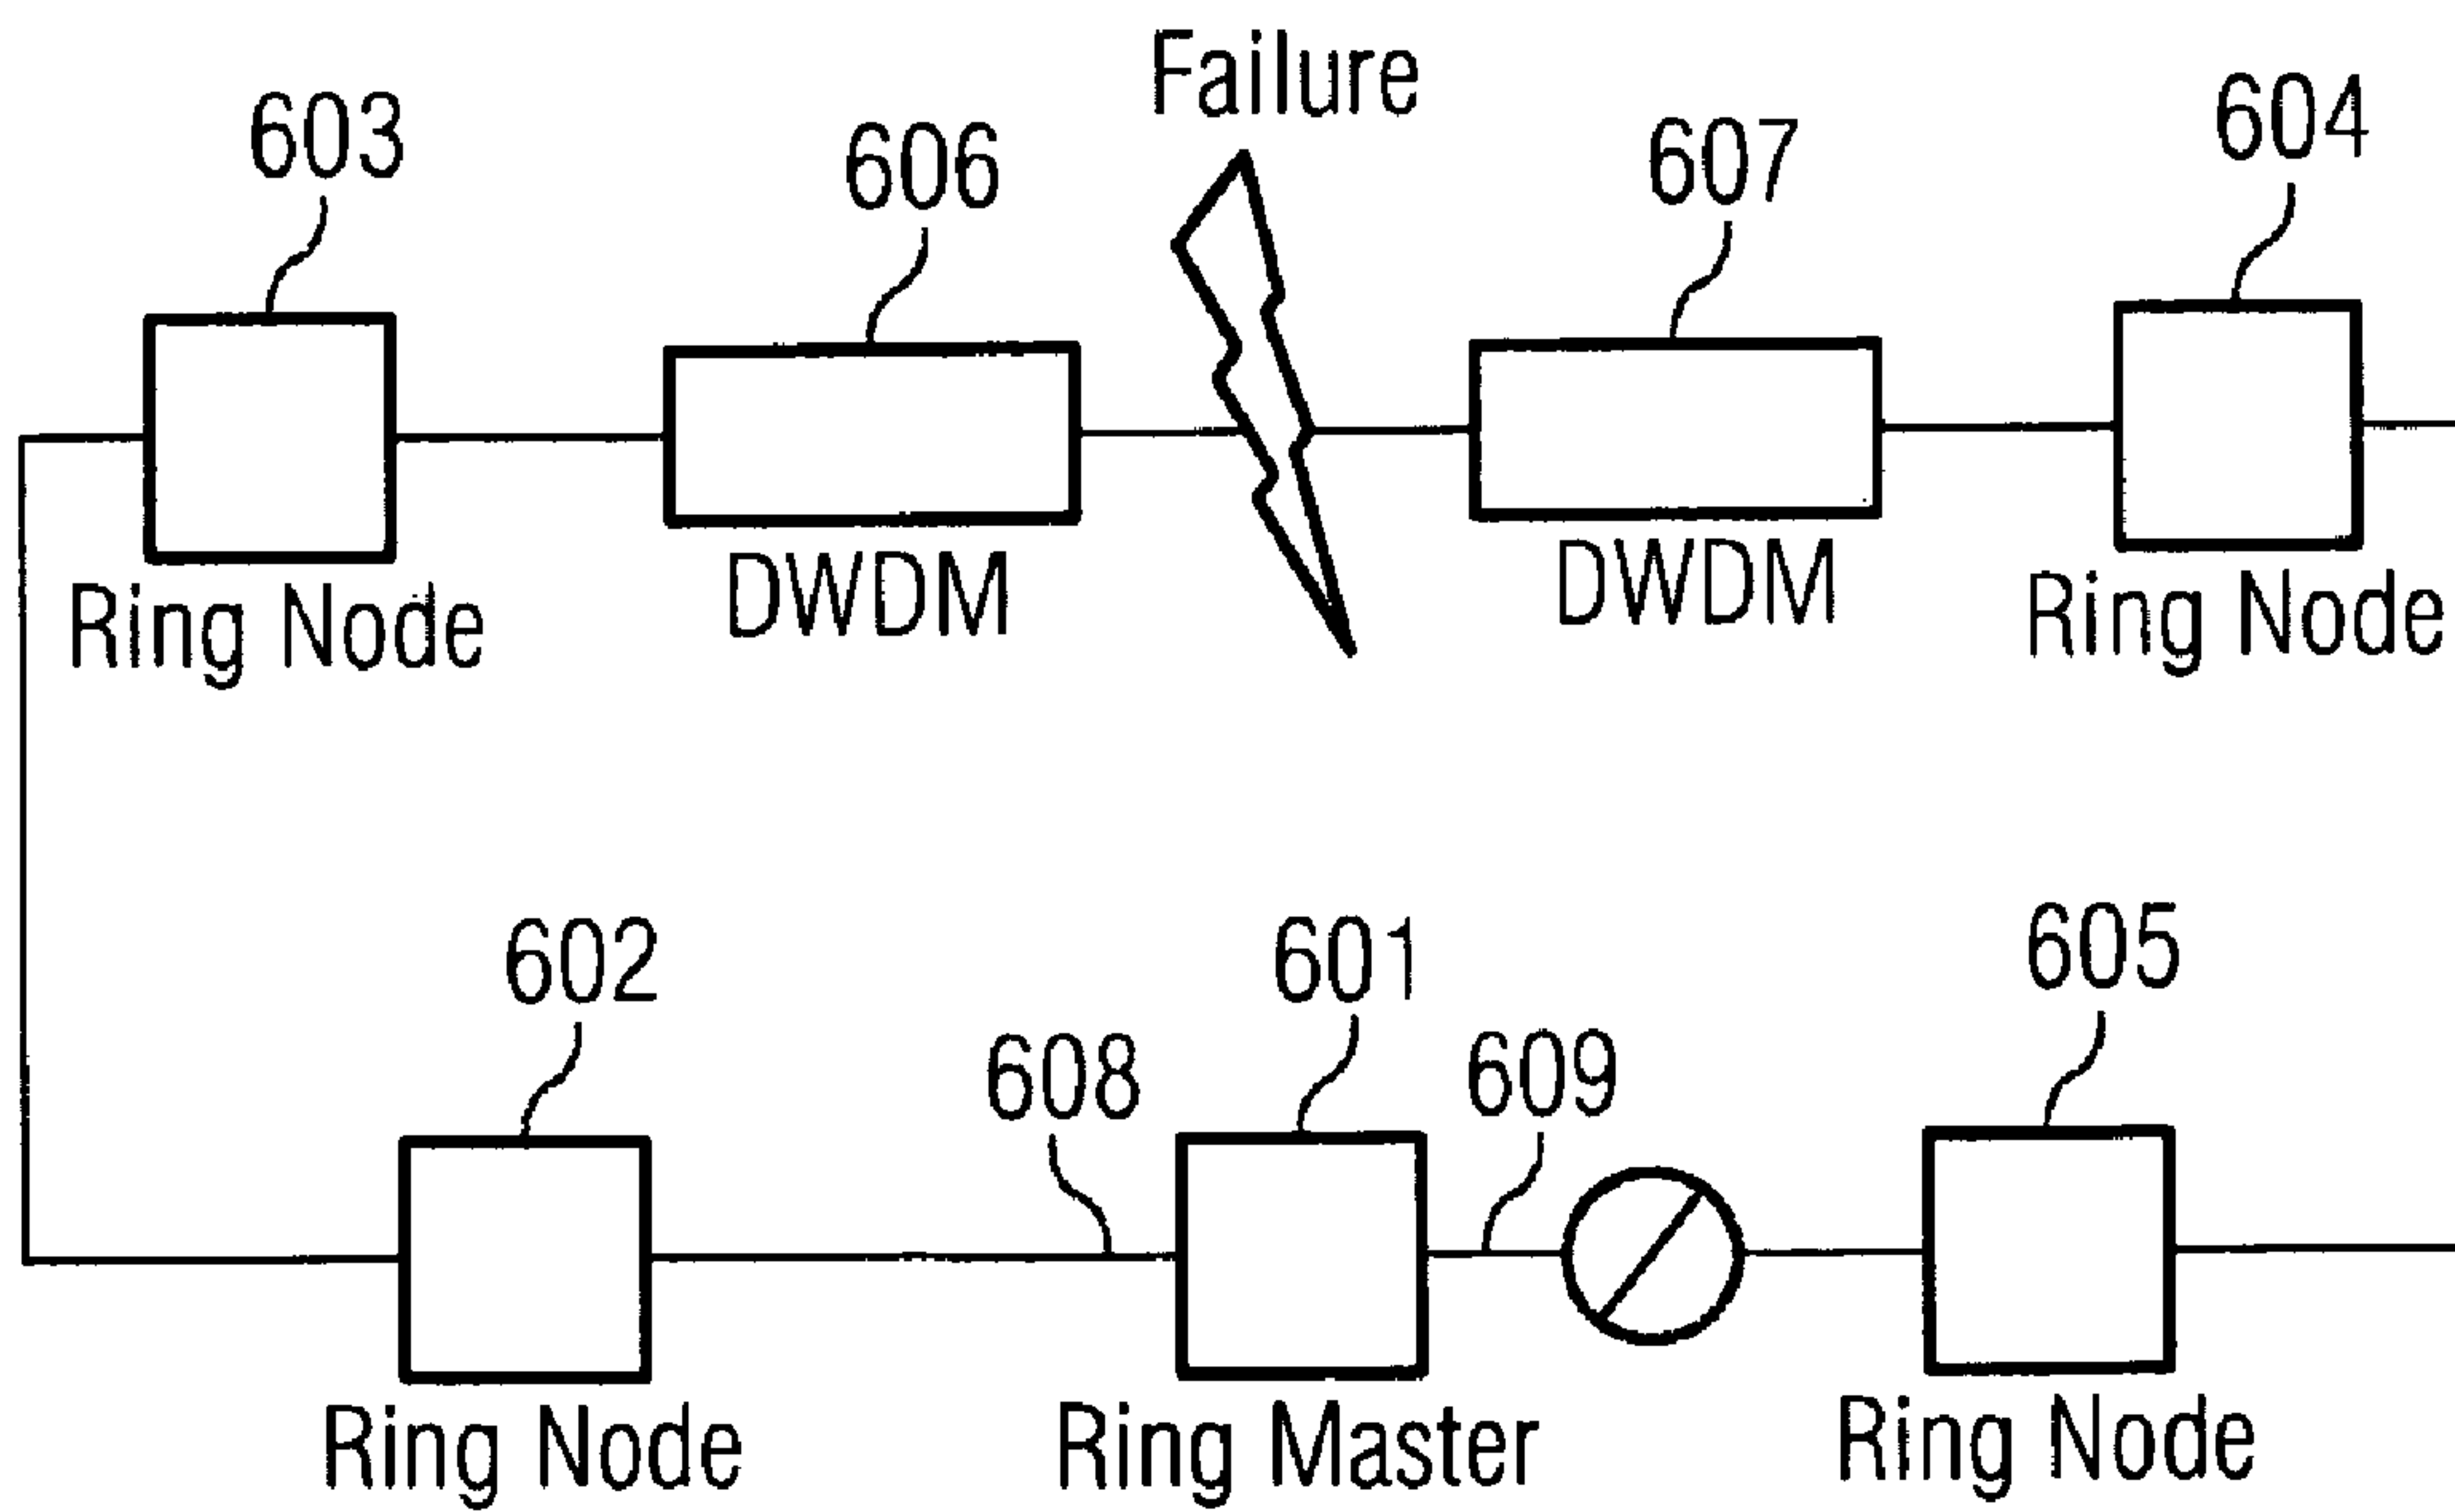 Failure
603
606
607
604
Ring Node
DWDM
DWDM
Ring Node
602
601
605
608
609
Ring Node
Ring Master
Ring Node